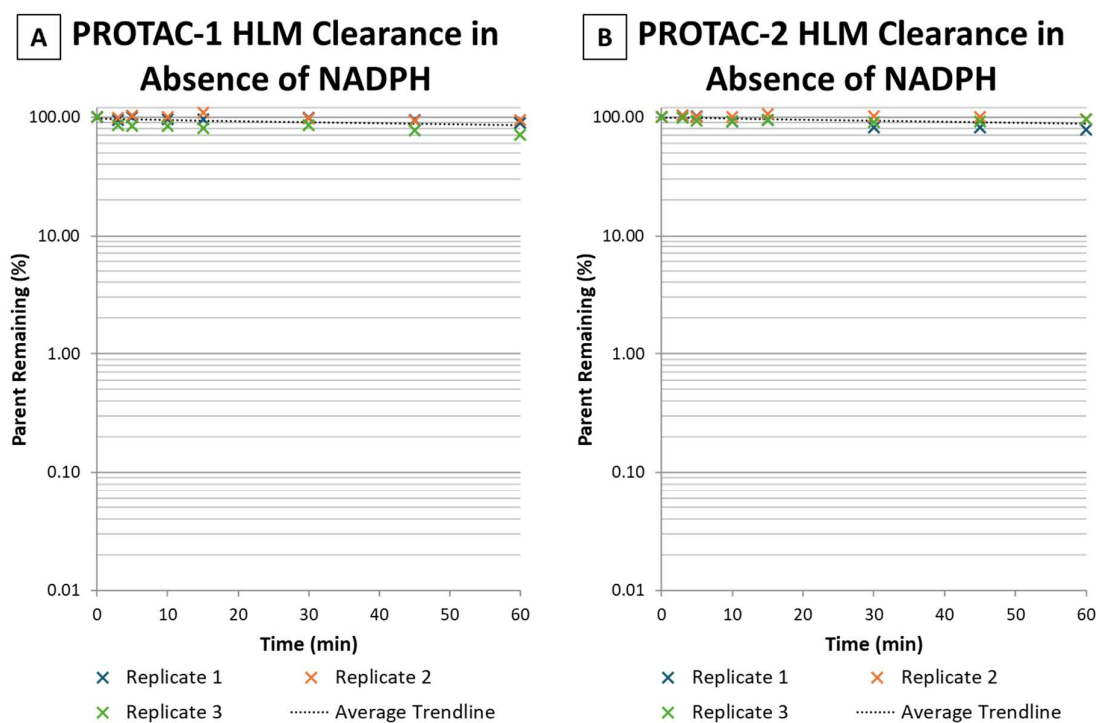 A PROTAC-1 HLM Clearance in
Absence of NADPH
100.00
10.00
1.00
0.10
0.01
Parent Remaining (%)
0 10 20 30 40 50 60
Time (min)
Replicate 1 Replicate 2
Replicate 3 Average Trendline
B PROTAC-2 HLM Clearance in
Absence of NADPH
100.00
10.00
1.00
0.10
0.01
Parent Remaining (%)
0 10 20 30 40 50 60
Time (min)
Replicate 1 Replicate 2
Replicate 3 Average Trendline